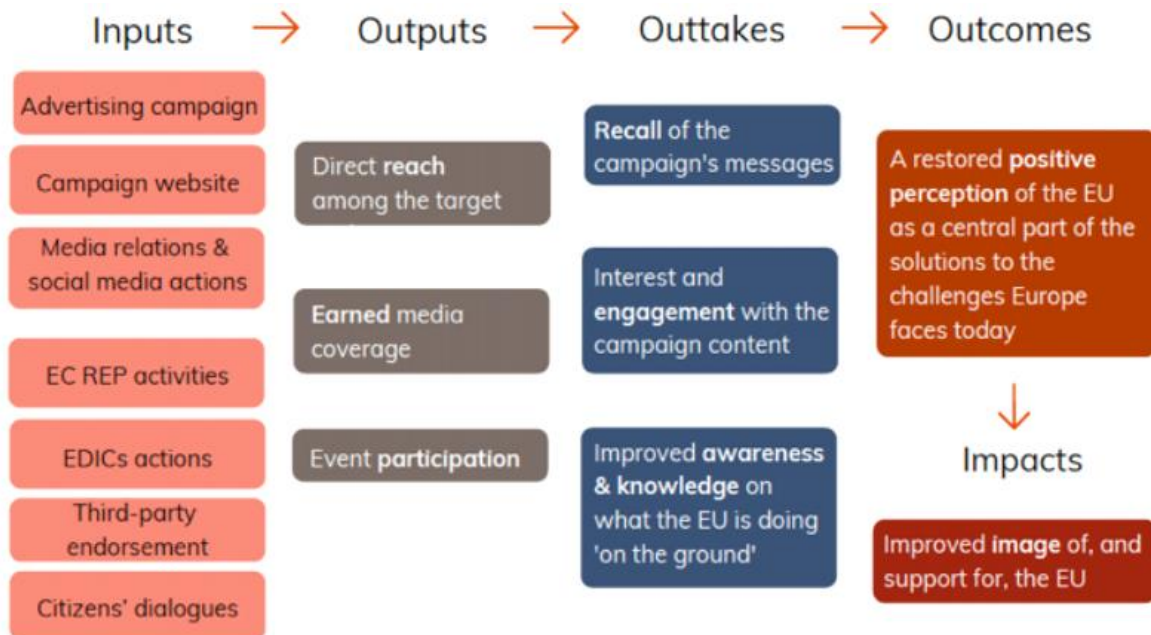 Inputs → Outputs → Outtakes → Outcomes
Advertising campaign
Campaign website
Media relations &
social media actions
EC REP activities
EDICs actions
Third-party
endorsement
Citizens' dialogues
Direct reach
among the target
Earned media
coverage
Event participation
Recall of the
campaign's messages
Interest and
engagement with the
campaign content
Improved awareness
& knowledge on
what the EU is doing
'on the ground'
A restored positive
perception of the EU
as a central part of the
solutions to the
challenges Europe
faces today
Impacts
Improved image of, and
support for, the EU